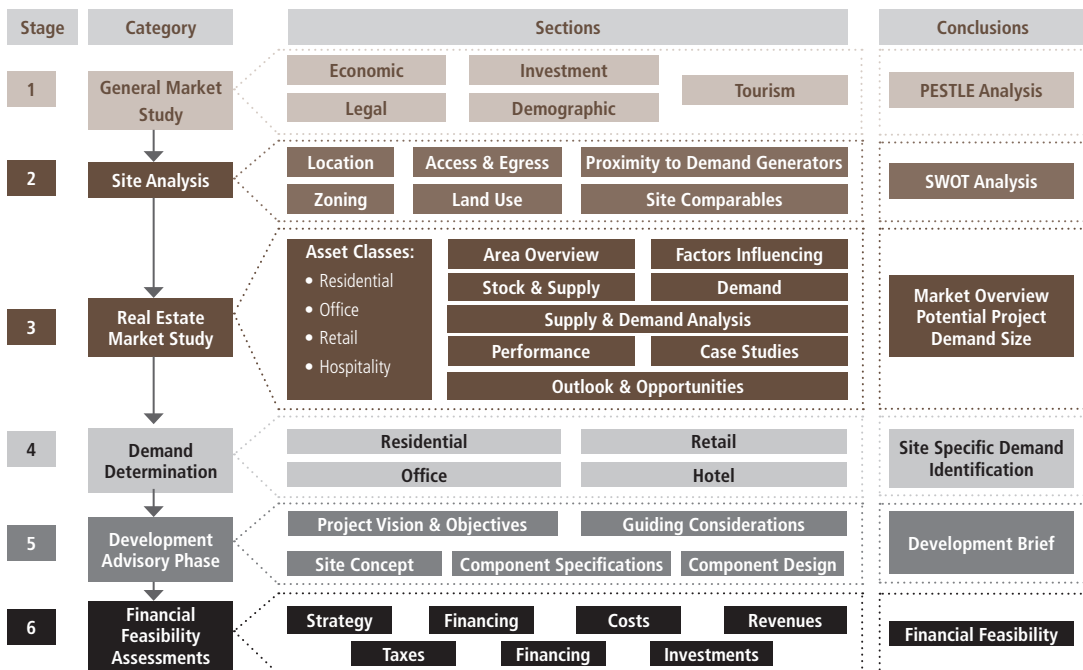 Stage
Category
Sections
Conclusions
1
General Market
Study
Economic
Investment
Tourism
Legal
Demographic
PESTLE Analysis
2
Site Analysis
Location
Access & Egress
Proximity to Demand Generators
Zoning
Land Use
Site Comparables
SWOT Analysis
3
Real Estate
Market Study
Asset Classes:
• Residential
• Office
• Retail
• Hospitality
Area Overview
Factors Influencing
Stock & Supply
Demand
Supply & Demand Analysis
Performance
Case Studies
Outlook & Opportunities
Market Overview
Potential Project
Demand Size
4
Demand
Determination
Residential
Retail
Office
Hotel
Site Specific Demand
Identification
5
Development
Advisory Phase
Project Vision & Objectives
Guiding Considerations
Site Concept
Component Specifications
Component Design
Development Brief
6
Financial
Feasibility
Assessments
Strategy
Financing
Costs
Revenues
Taxes
Financing
Investments
Financial Feasibility